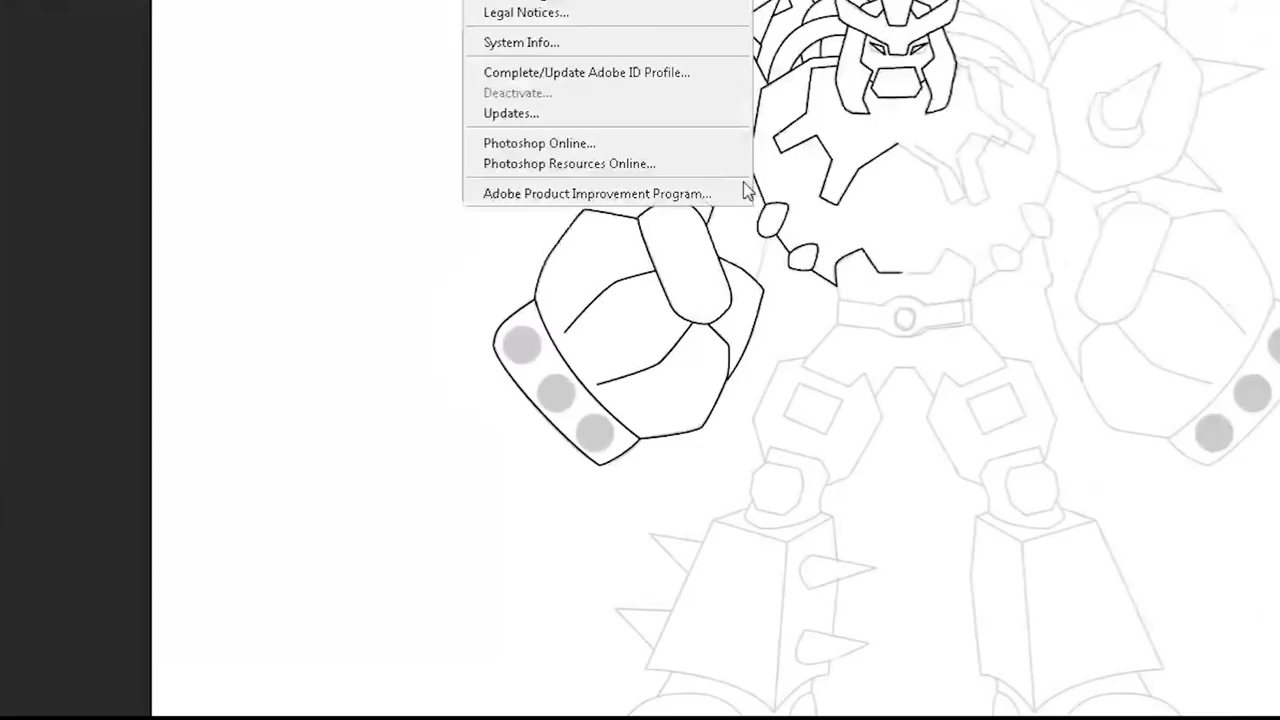 Legal Notices...
System Info...
Complete/Update Adobe ID Profile...
Deactivate...
Updates...
Photoshop Online...
Photoshop Resources Online...
Adobe Product Improvement Program...